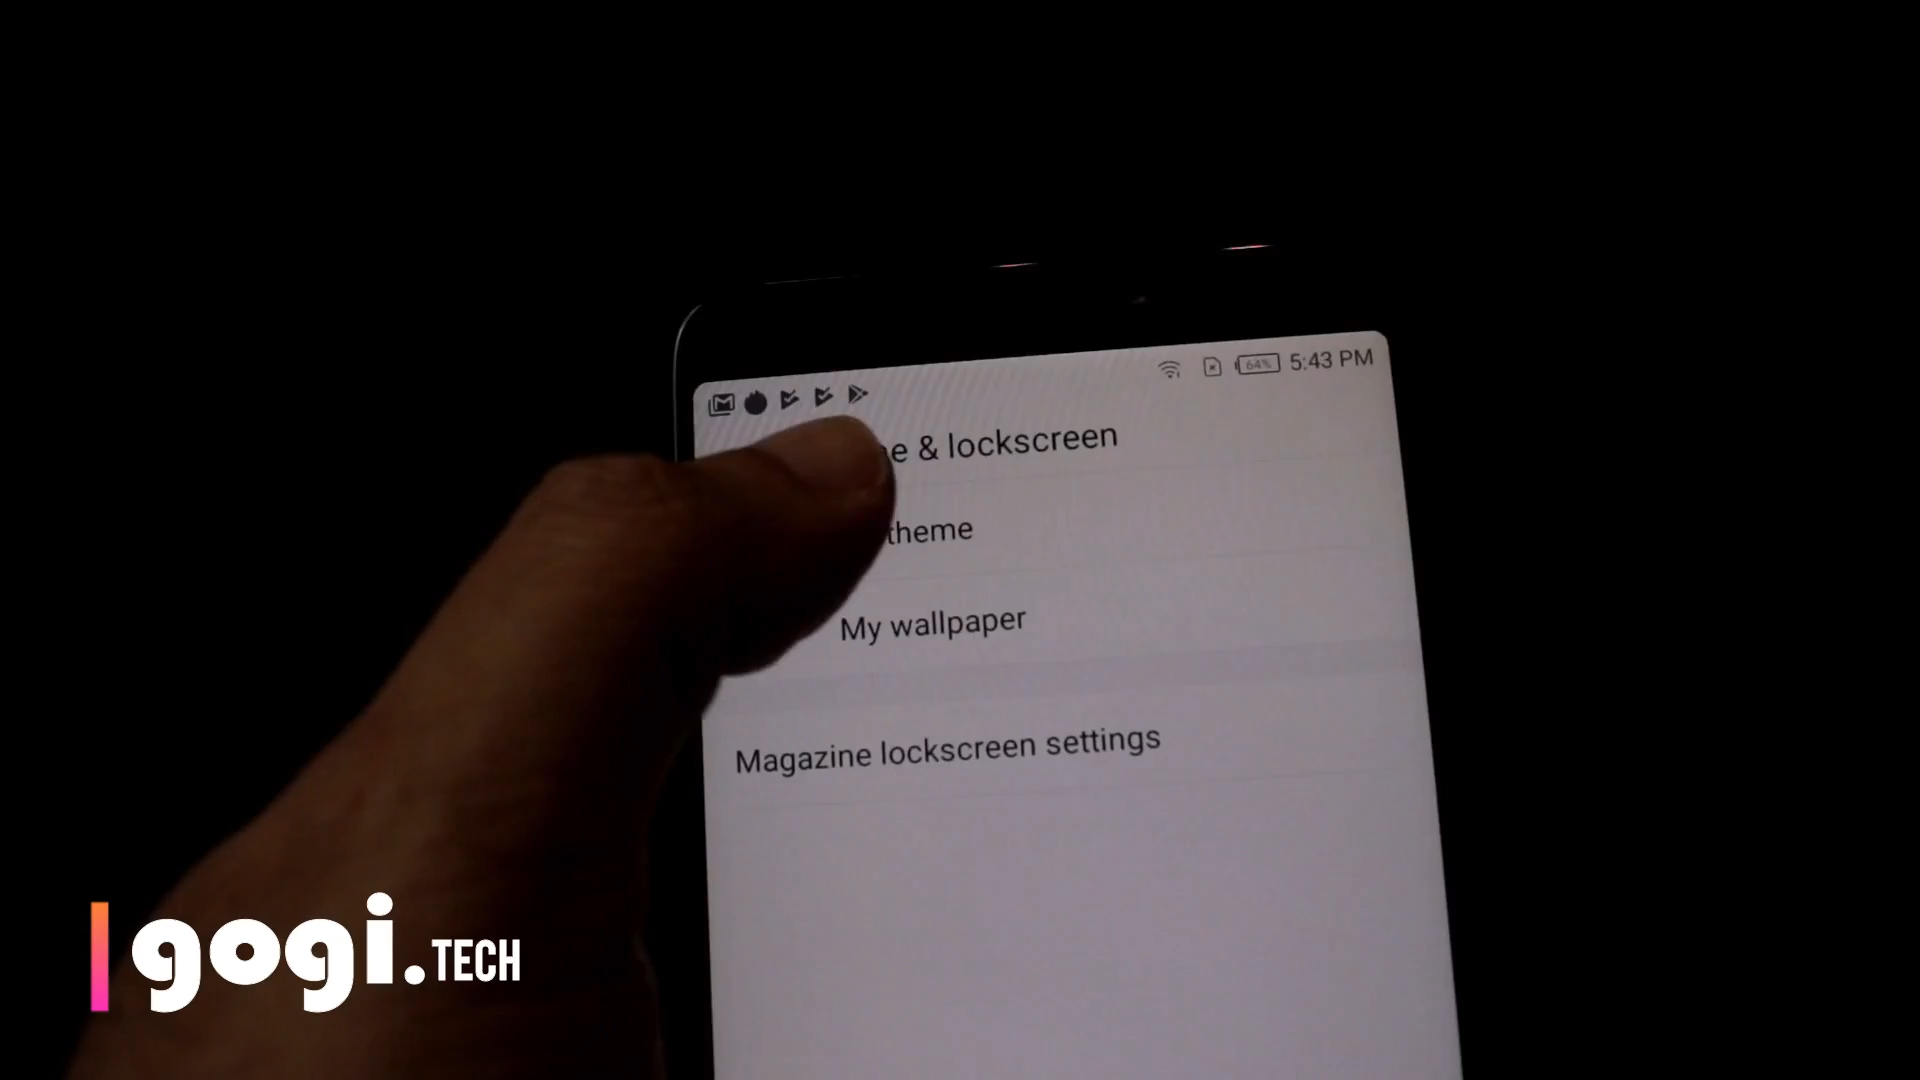 64% 5:43 PM
& lockscreen
theme
My wallpaper
Magazine lockscreen settings
gogi.TECH